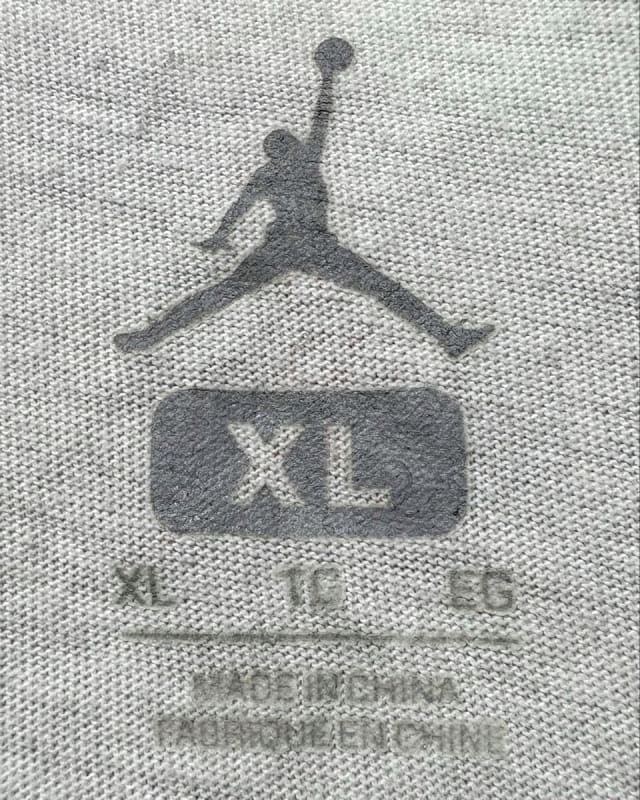 XL
XL TG EG
MADE IN CHINA
FABRIQUÉ EN CHINE